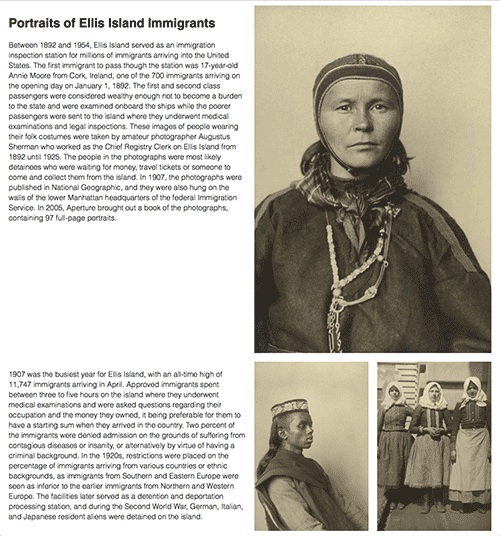 Portraits of Ellis Island Immigrants
Between 1892 and 1954, Ellis Island served as an immigration
inspection station for millions of immigrants arriving into the United
States. The first immigrant to pass though the station was 17-year-old
Annie Moore from Cork, Ireland, one of the 700 immigrants arriving on
the opening day on January 1, 1892. The first and second class
passengers were considered wealthy enough not to become a burden
to the state and were examined onboard the ships while the poorer
passengers were sent to the island where they underwent medical
examinations and legal inspections. These images of people wearing
their folk costumes were taken by amateur photographer Augustus
Sherman who worked as the Chief Registry Clerk on Ellis Island from
1892 until 1925. The people in the photographs were most likely
detainees who were waiting for money, travel tickets or someone to
come and collect them from the island. In 1907, the photographs were
published in National Geographic, and they were also hung on the
walls of the lower Manhattan headquarters of the federal Immigration
Service. In 2005, Aperture brought out a book of the photographs,
containing 97 full-page portraits.
1907 was the busiest year for Ellis Island, with an all-time high of
11,747 immigrants arriving in April. Approved immigrants spent
between three to five hours on the island where they underwent
medical examinations and were asked questions regarding their
occupation and the money they owned, it being preferable for them to
have a starting sum when they arrived in the country. Two percent of
the immigrants were denied admission on the grounds of suffering from
contagious diseases or insanity, or alternatively by virtue of having a
criminal background. In the 1920s, restrictions were placed on the
percentage of immigrants arriving from various countries or ethnic
backgrounds, as immigrants from Southern and Eastern Europe were
seen as inferior to the earlier immigrants from Northern and Western
Europe. The facilities later served as a detention and deportation
processing station, and during the Second World War, German, Italian,
and Japanese resident aliens were detained on the island.